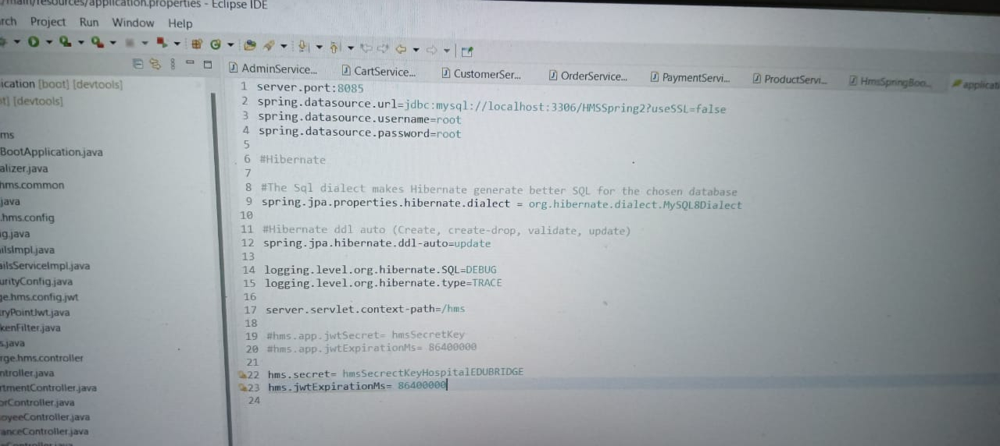 /main/resources/application.properties - Eclipse IDE
rch Project Run Window Help
AdminService... CartService... CustomerSer... OrderService... PaymentServi... ProductServi... HmsSpringBoo... applicati
ication [boot] [devtools]
t] [devtools]
ms
BootApplication.java
alizer.java
hms.common
java
.hms.config
ig.java
ailsImpl.java
ailsServiceImpl.java
urityConfig.java
ge.hms.config.jwt
tryPointJwt.java
kenFilter.java
s.java
rge.hms.controller
ntroller.java
rtmentController.java
orController.java
oyeeController.java
anceController.java
1 server.port:8085
2 spring.datasource.url=jdbc:mysql://localhost:3306/HMSSpring2?useSSL=false
3 spring.datasource.username=root
4 spring.datasource.password=root
5
6 #Hibernate
7
8 #The Sql dialect makes Hibernate generate better SQL for the chosen database
9 spring.jpa.properties.hibernate.dialect = org.hibernate.dialect.MySQL8Dialect
10
11 #Hibernate ddl auto (Create, create-drop, validate, update)
12 spring.jpa.hibernate.ddl-auto=update
13
14 logging.level.org.hibernate.SQL=DEBUG
15 logging.level.org.hibernate.type=TRACE
16
17 server.servlet.context-path=/hms
18
19 #hms.app.jwtSecret= hmsSecretKey
20 #hms.app.jwtExpirationMs= 86400000
21
22 hms.secret= hmsSecrectKeyHospitalEDUBRIDGE
23 hms.jwtExpirationMs= 86400000
24